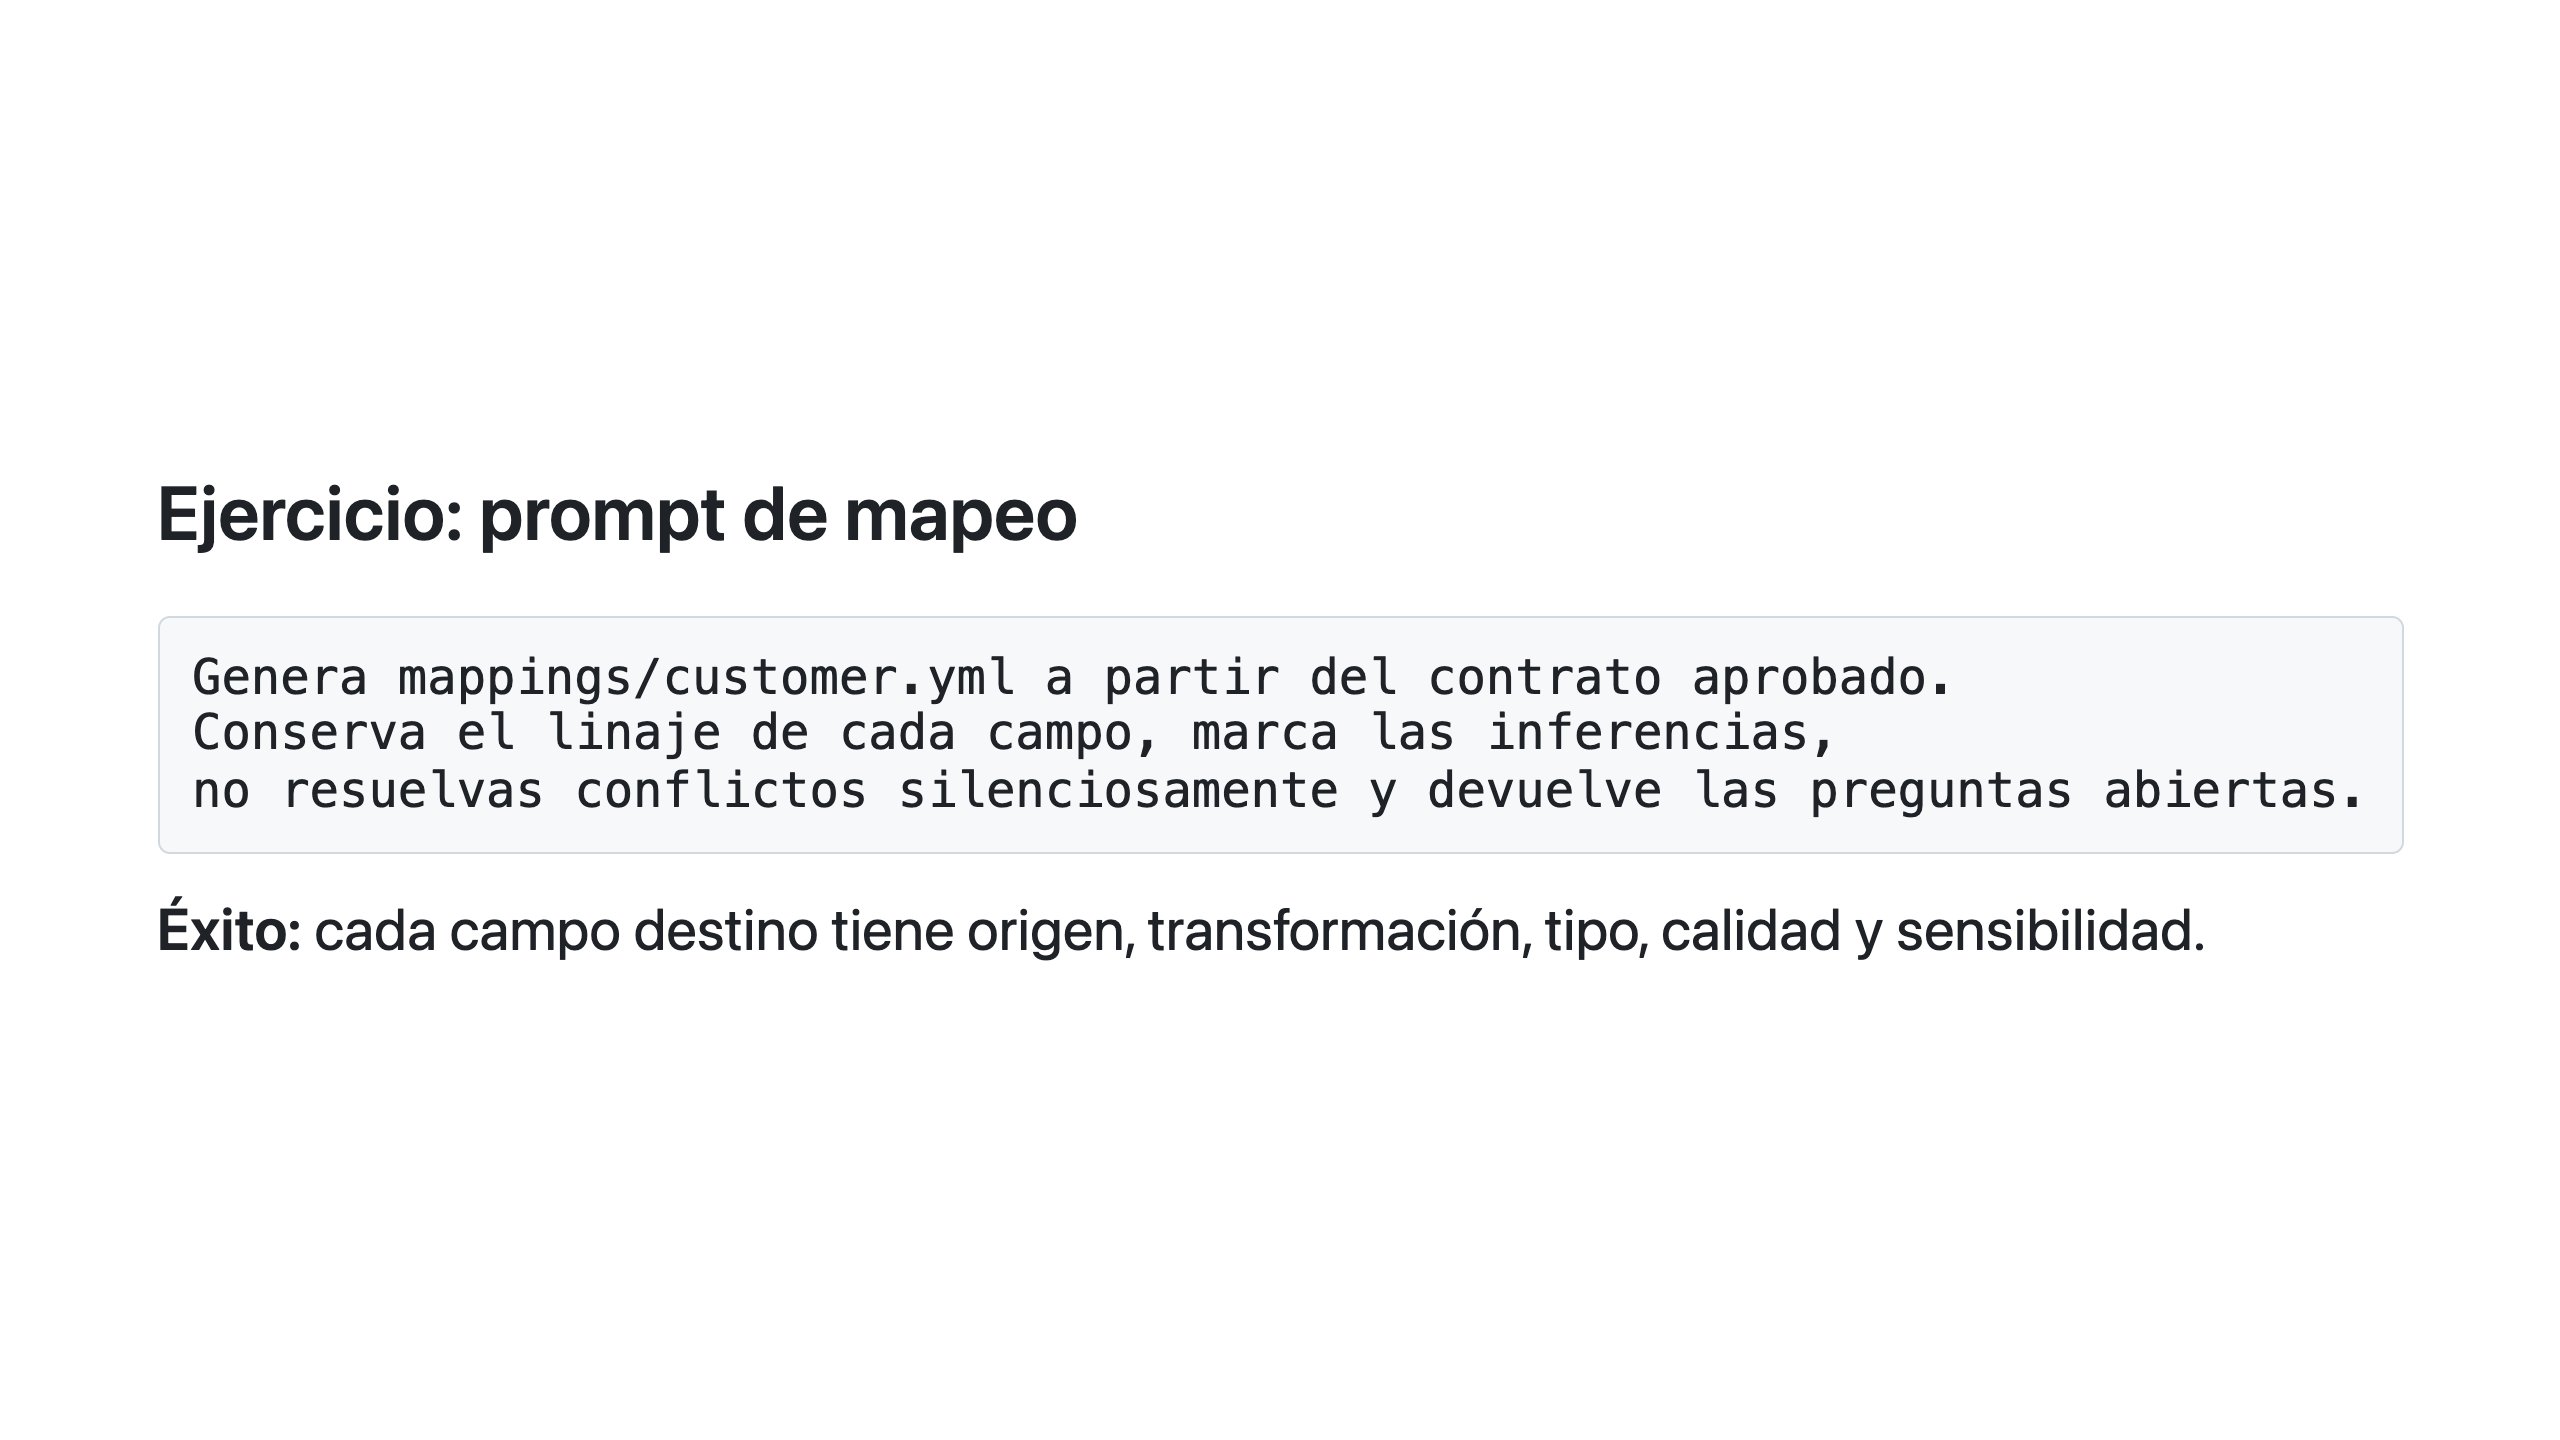 Ejercicio: prompt de mapeo
Genera mappings/customer.yml a partir del contrato aprobado.
Conserva el linaje de cada campo, marca las inferencias,
no resuelvas conflictos silenciosamente y devuelve las preguntas abiertas.
Éxito: cada campo destino tiene origen, transformación, tipo, calidad y sensibilidad.